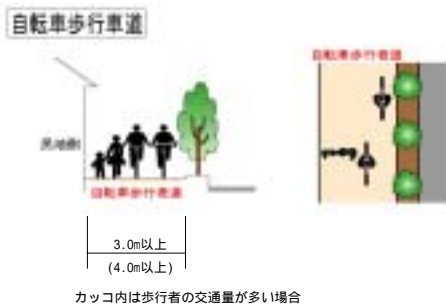 自転車歩行車道
自転車歩行者道
民地側
自転車歩行者道
3.0m以上
(4.0m以上)
カッコ内は歩行者の交通量が多い場合